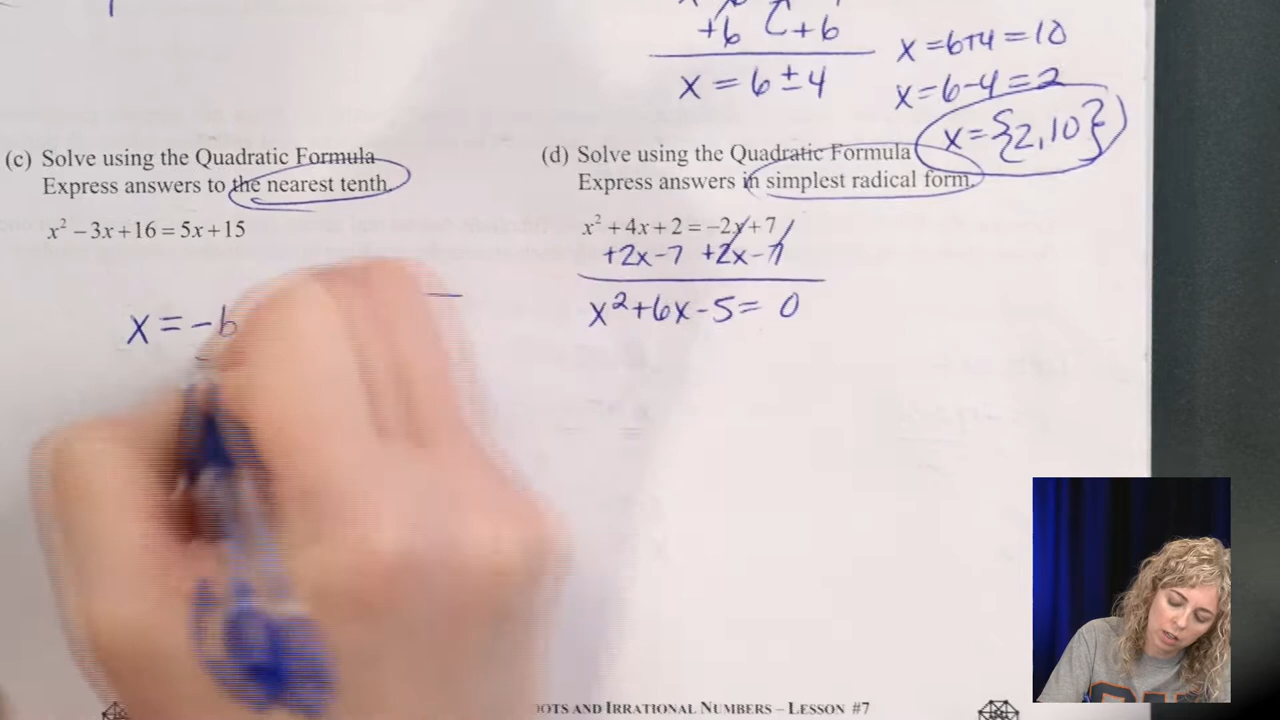 +6 +6
x = 6 ± 4
x = 6+4 = 10
x = 6-4 = 2
x = {2,10}
(c) Solve using the Quadratic Formula
Express answers to the nearest tenth.
x² − 3x + 16 = 5x + 15
x = -b
(d) Solve using the Quadratic Formula
Express answers in simplest radical form.
x² + 4x + 2 = −2x + 7
+2x-7 +2x-7
x²+6x-5= 0
AND IRRATIONAL NUMBERS – LESSON #7